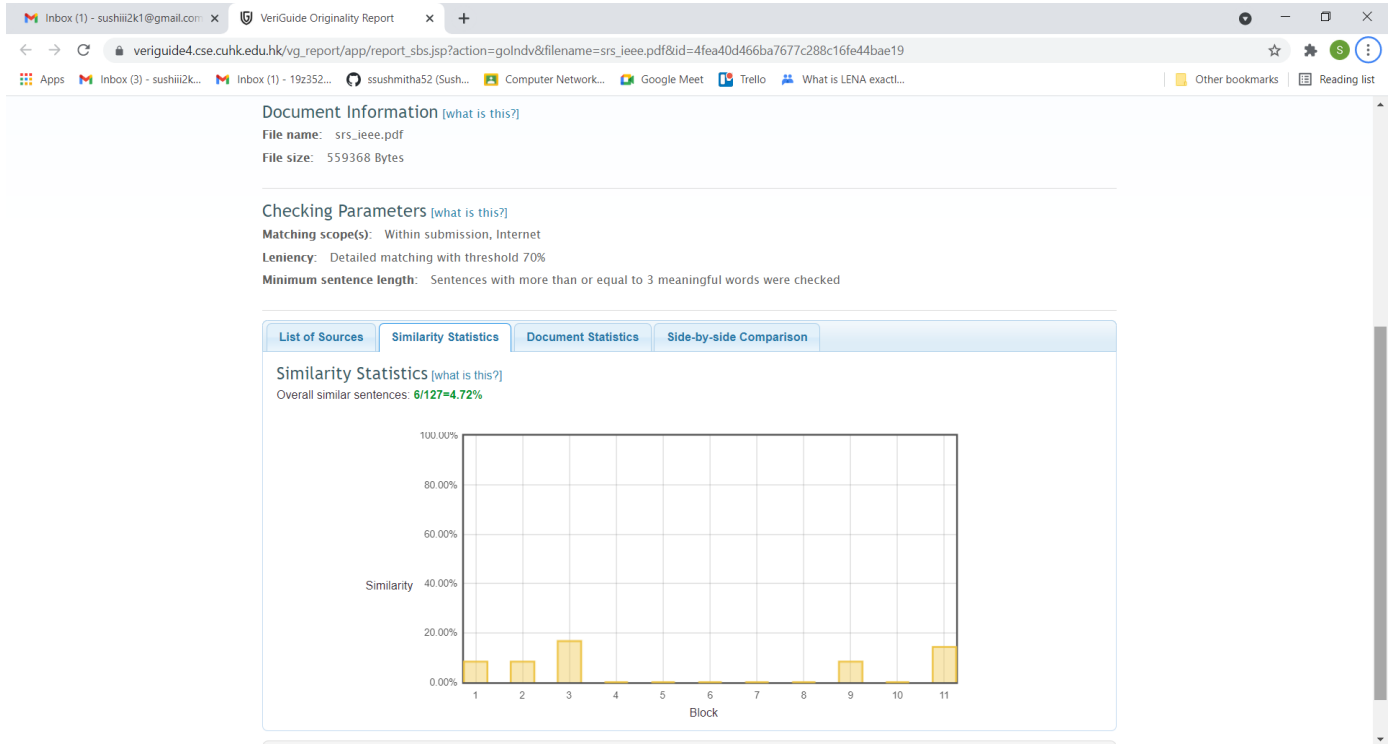 Inbox (1) - sushiii2k1@gmail.com
VeriGuide Originality Report
veriguide4.cse.cuhk.edu.hk/vg_report/app/report_sbs.jsp?action=goIndv&filename=srs_ieee.pdf&id=4fea40d466ba7677c288c16fe44bae19
S
Apps Inbox (3) - sushiii2k... Inbox (1) - 19z352... ssushmitha52 (Sush... Computer Network... Google Meet Trello What is LENA exactl... Other bookmarks Reading list
Document Information [what is this?]
File name: srs_ieee.pdf
File size: 559368 Bytes
Checking Parameters [what is this?]
Matching scope(s): Within submission, Internet
Leniency: Detailed matching with threshold 70%
Minimum sentence length: Sentences with more than or equal to 3 meaningful words were checked
List of Sources Similarity Statistics Document Statistics Side-by-side Comparison
Similarity Statistics [what is this?]
Overall similar sentences: 6/127=4.72%
100.00%
80.00%
60.00%
Similarity 40.00%
20.00%
0.00%
1 2 3 4 5 6 7 8 9 10 11
Block